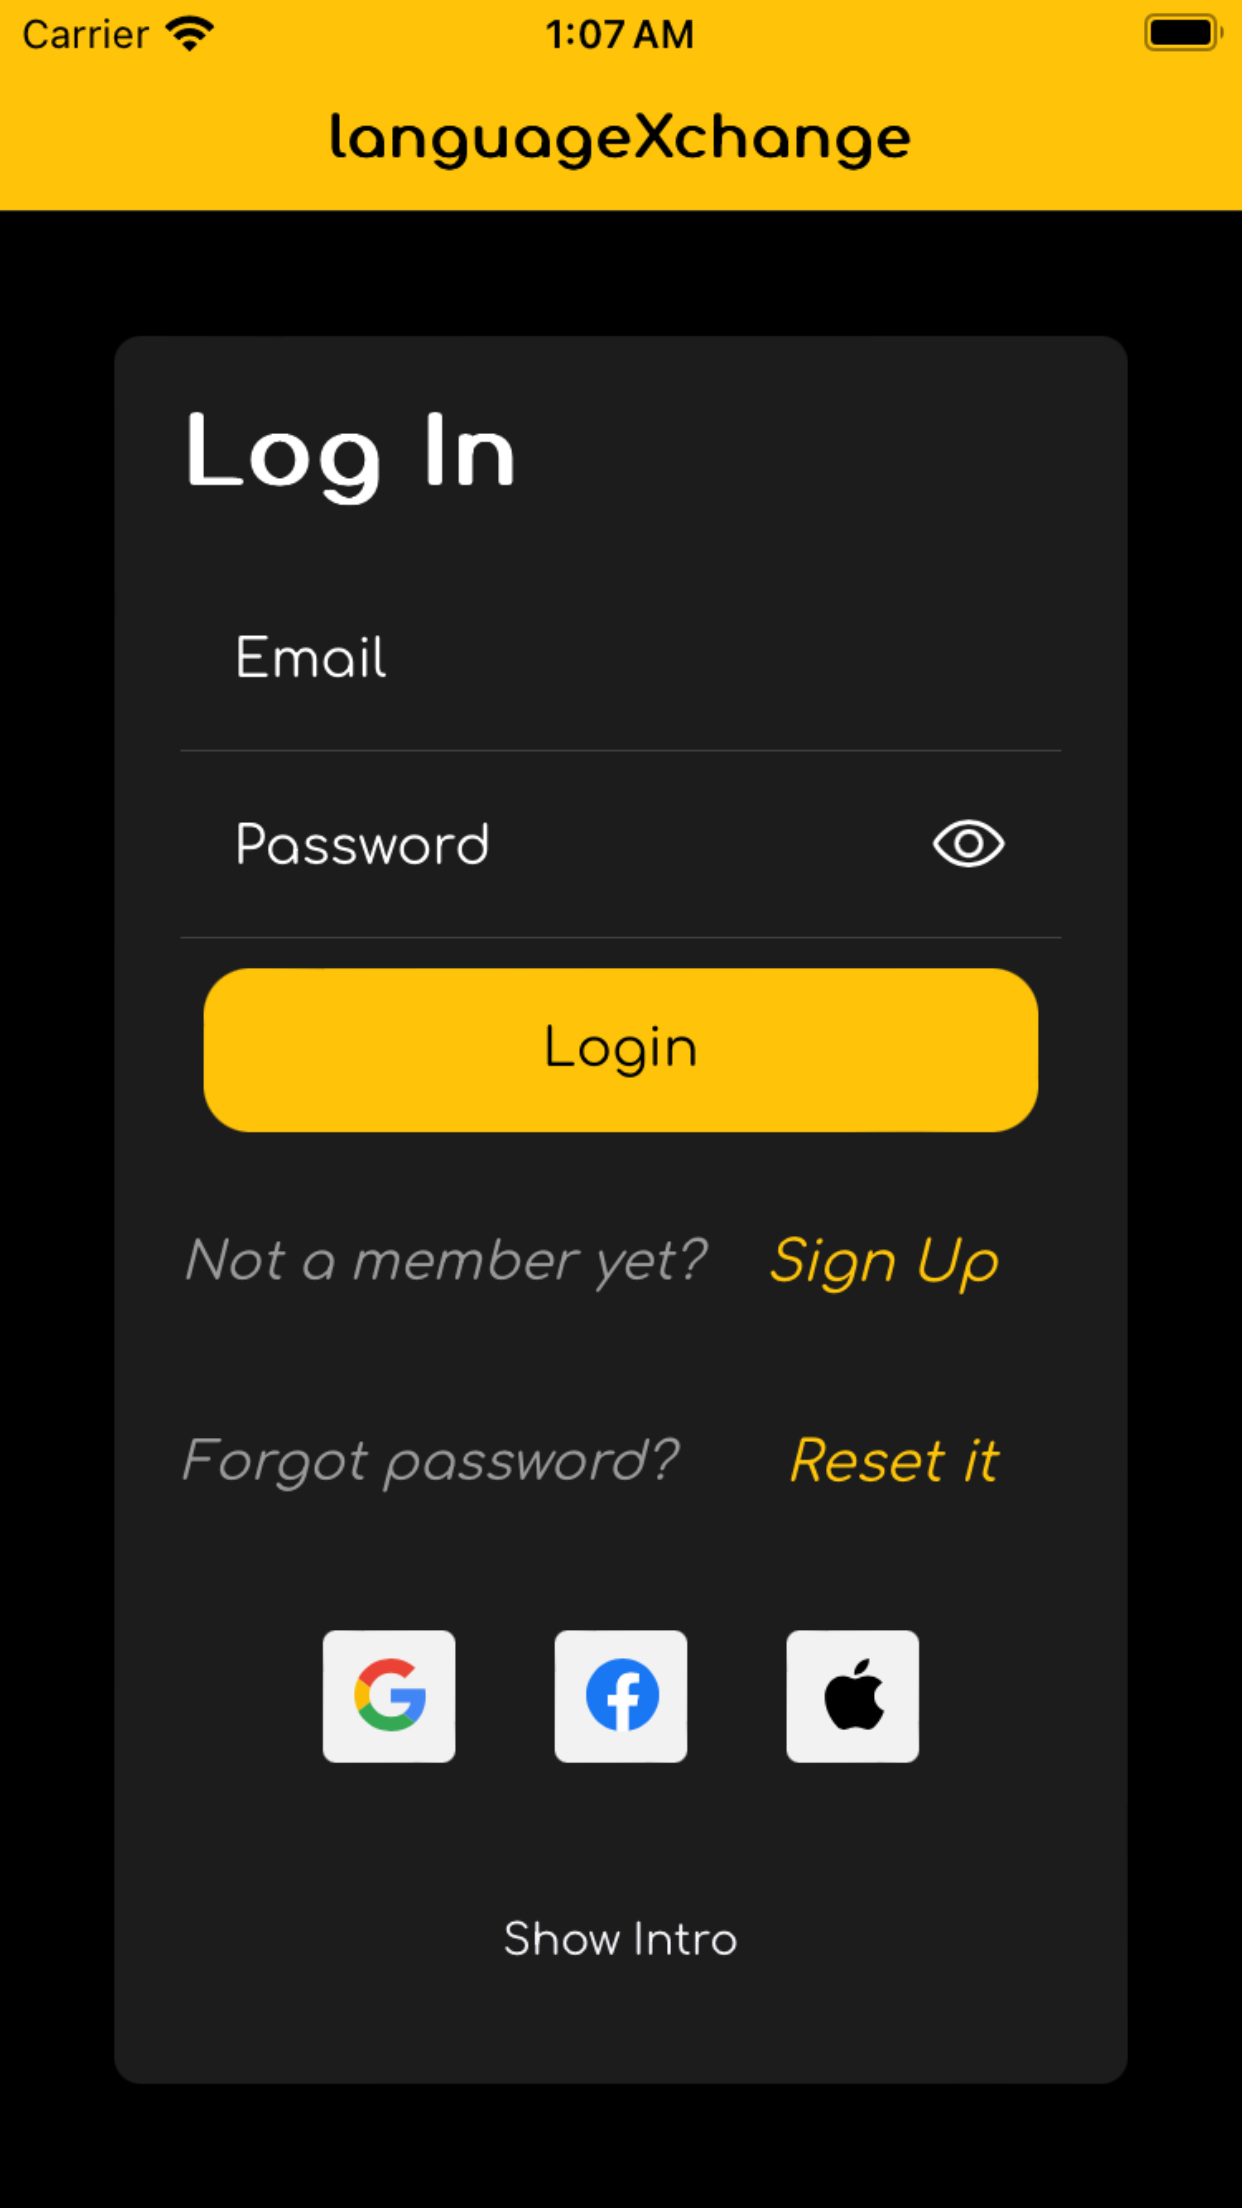 Carrier 1:07 AM
languageXchange
Log In
Email
Password
Login
Not a member yet? Sign Up
Forgot password? Reset it
Show Intro